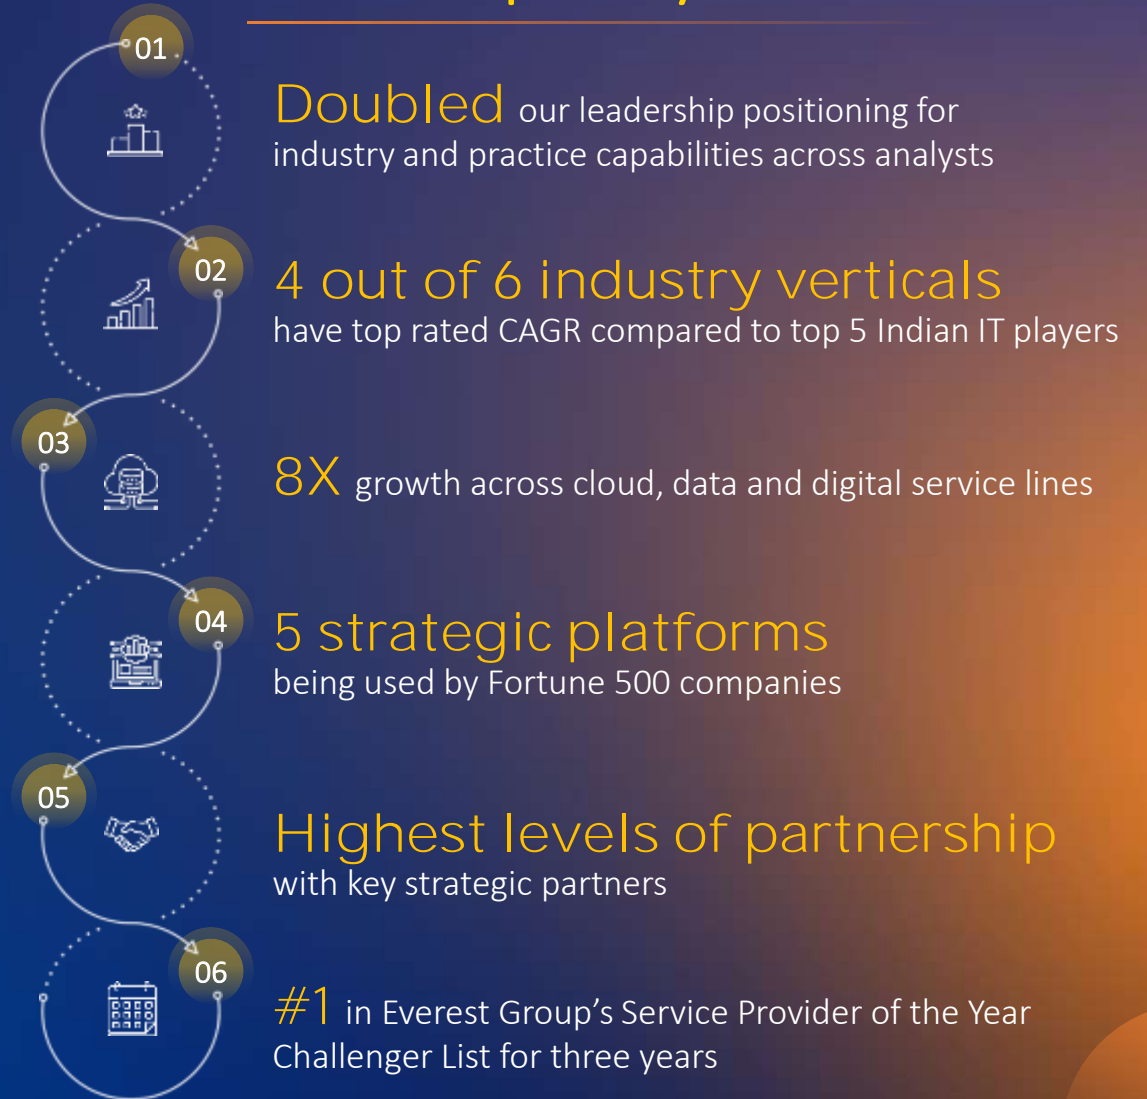 01
Doubled our leadership positioning for
industry and practice capabilities across analysts
02
4 out of 6 industry verticals
have top rated CAGR compared to top 5 Indian IT players
03
8X growth across cloud, data and digital service lines
04
5 strategic platforms
being used by Fortune 500 companies
05
Highest levels of partnership
with key strategic partners
06
#1 in Everest Group’s Service Provider of the Year
Challenger List for three years